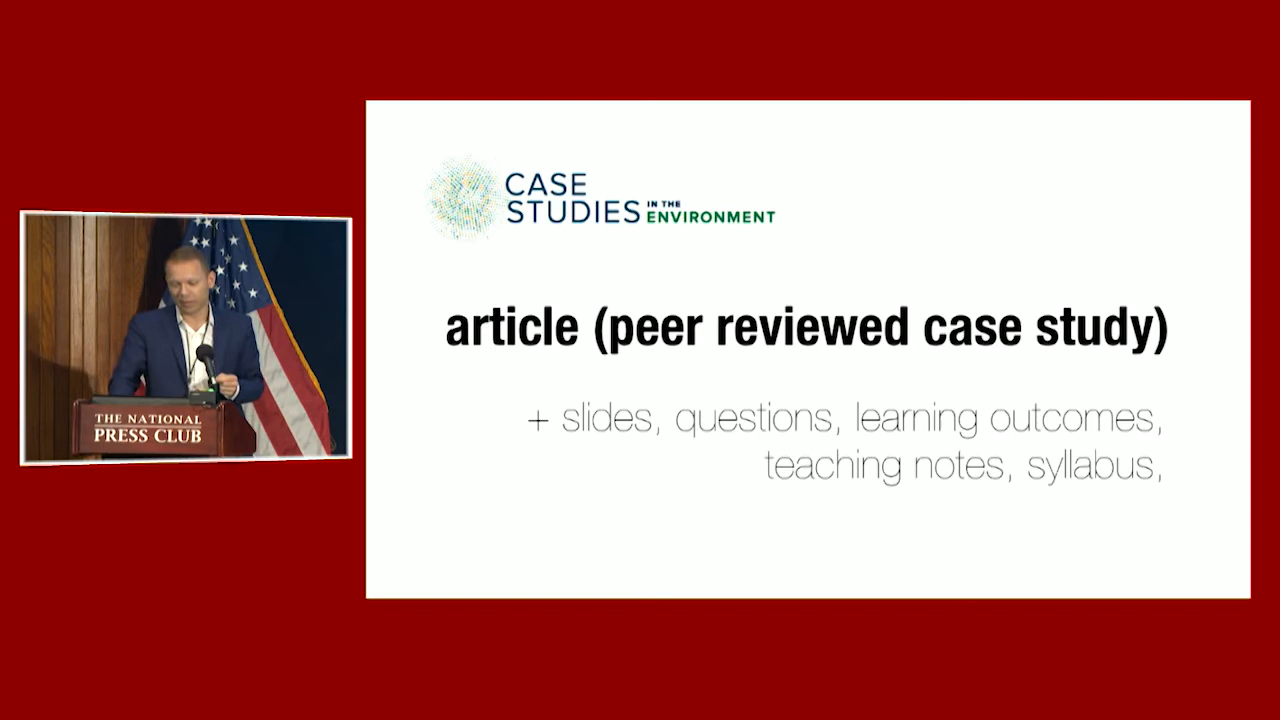 CASE
STUDIES IN THE ENVIRONMENT
article (peer reviewed case study)
+ slides, questions, learning outcomes,
teaching notes, syllabus,
THE NATIONAL
PRESS CLUB